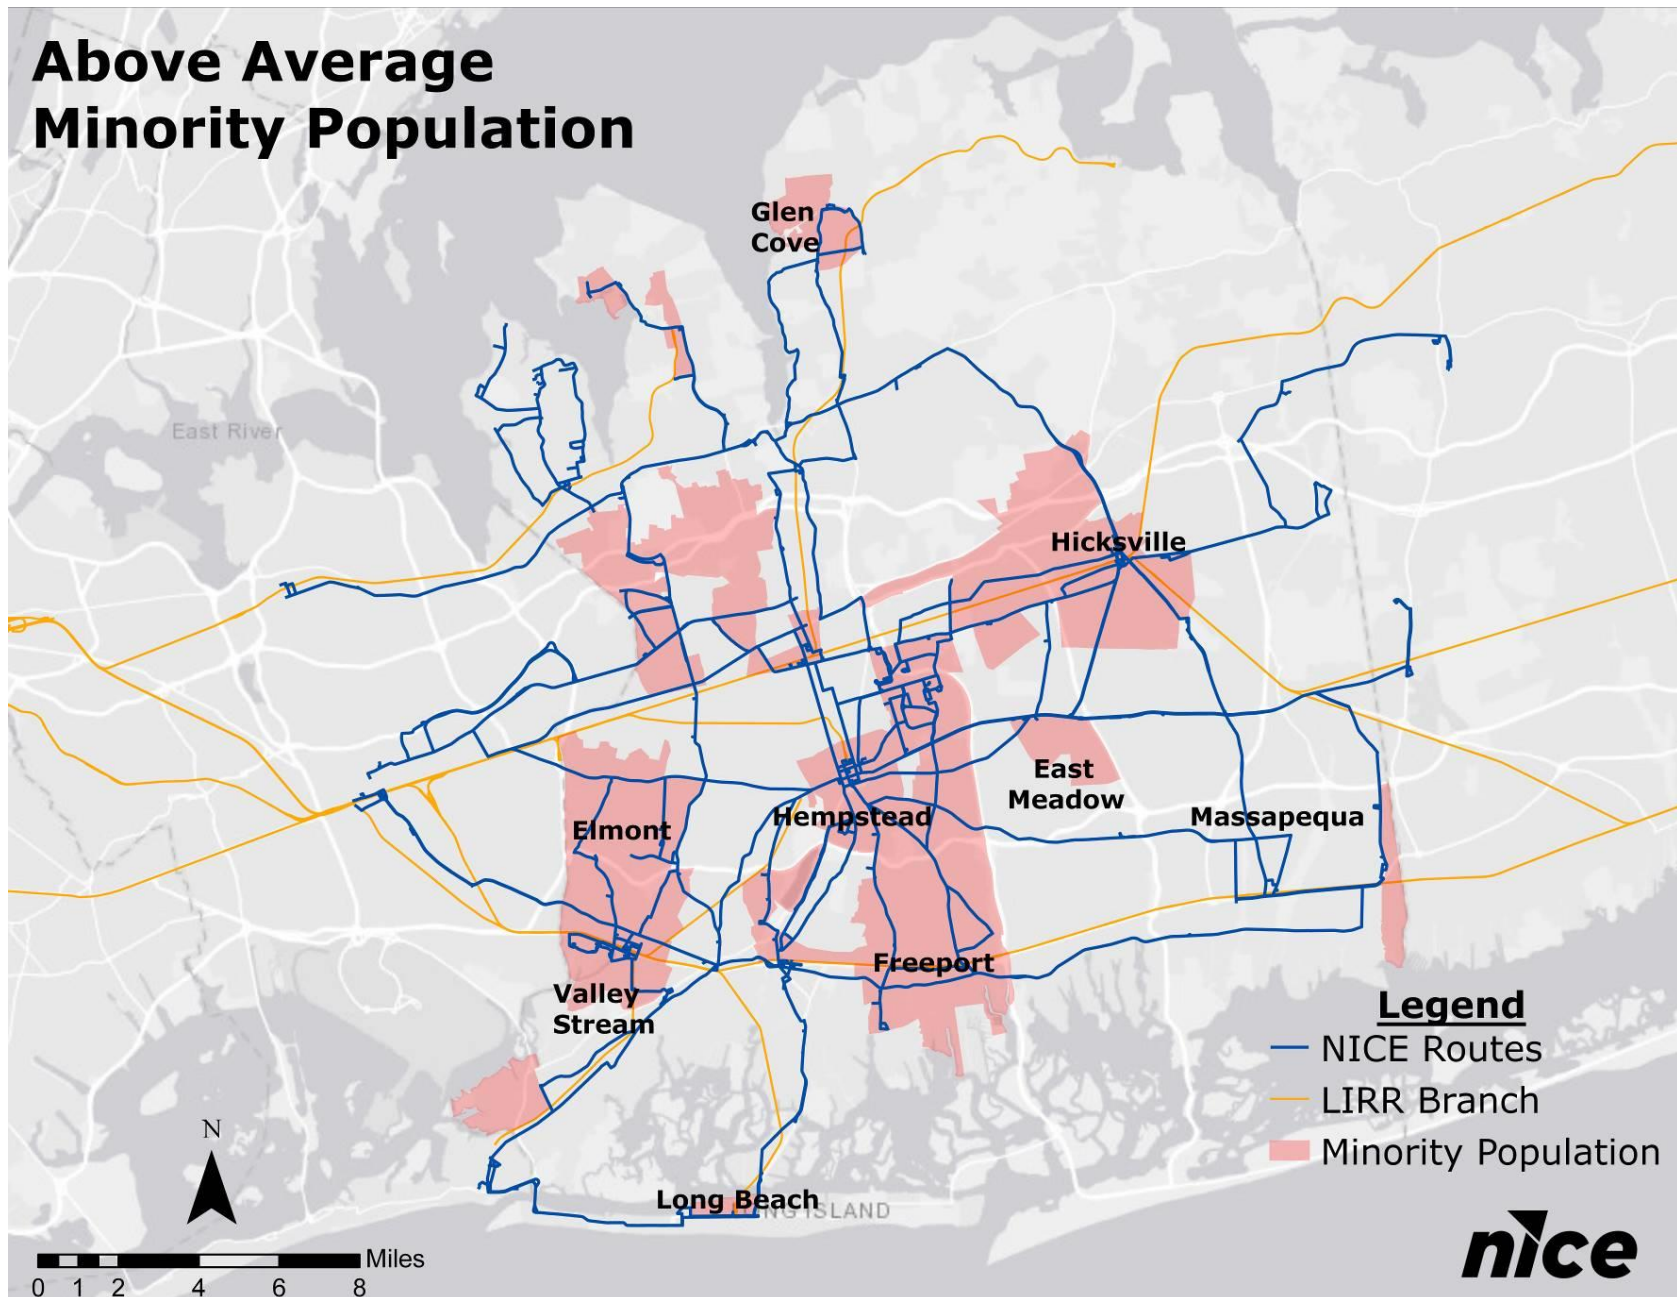 Above Average
Minority Population
Glen
Cove
East River
Hicksville
East
Meadow
Massapequa
Hempstead
Elmont
Freeport
Valley
Stream
Legend
NICE Routes
LIRR Branch
Minority Population
N
Long Beach
ISLAND
Miles
0 1 2 4 6 8
nice